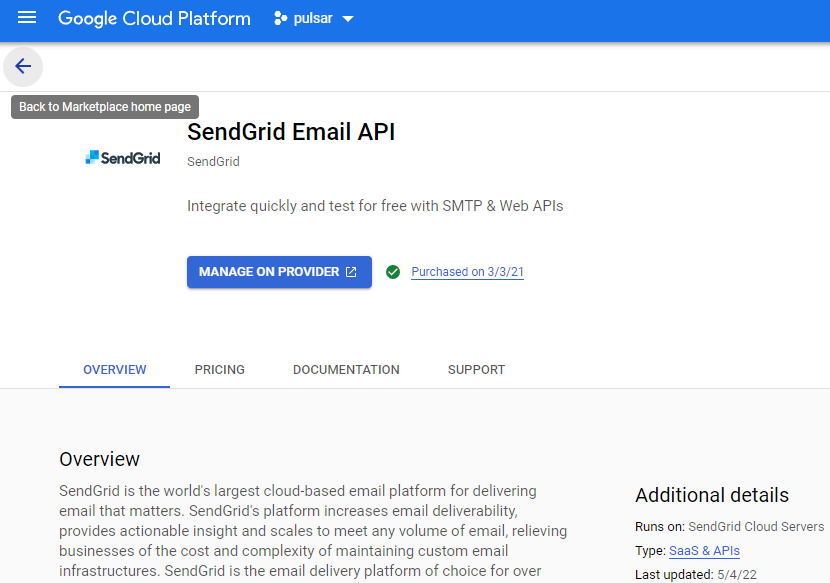 Google Cloud Platform
pulsar
Back to Marketplace home page
SendGrid Email API
SendGrid
SendGrid
Integrate quickly and test for free with SMTP & Web APIs
MANAGE ON PROVIDER
Purchased on 3/3/21
OVERVIEW PRICING DOCUMENTATION SUPPORT
Overview
SendGrid is the world's largest cloud-based email platform for delivering
email that matters. SendGrid's platform increases email deliverability,
provides actionable insight and scales to meet any volume of email, relieving
businesses of the cost and complexity of maintaining custom email
infrastructures. SendGrid is the email delivery platform of choice for over
Additional details
Runs on: SendGrid Cloud Servers
Type: SaaS & APIs
Last updated: 5/4/22